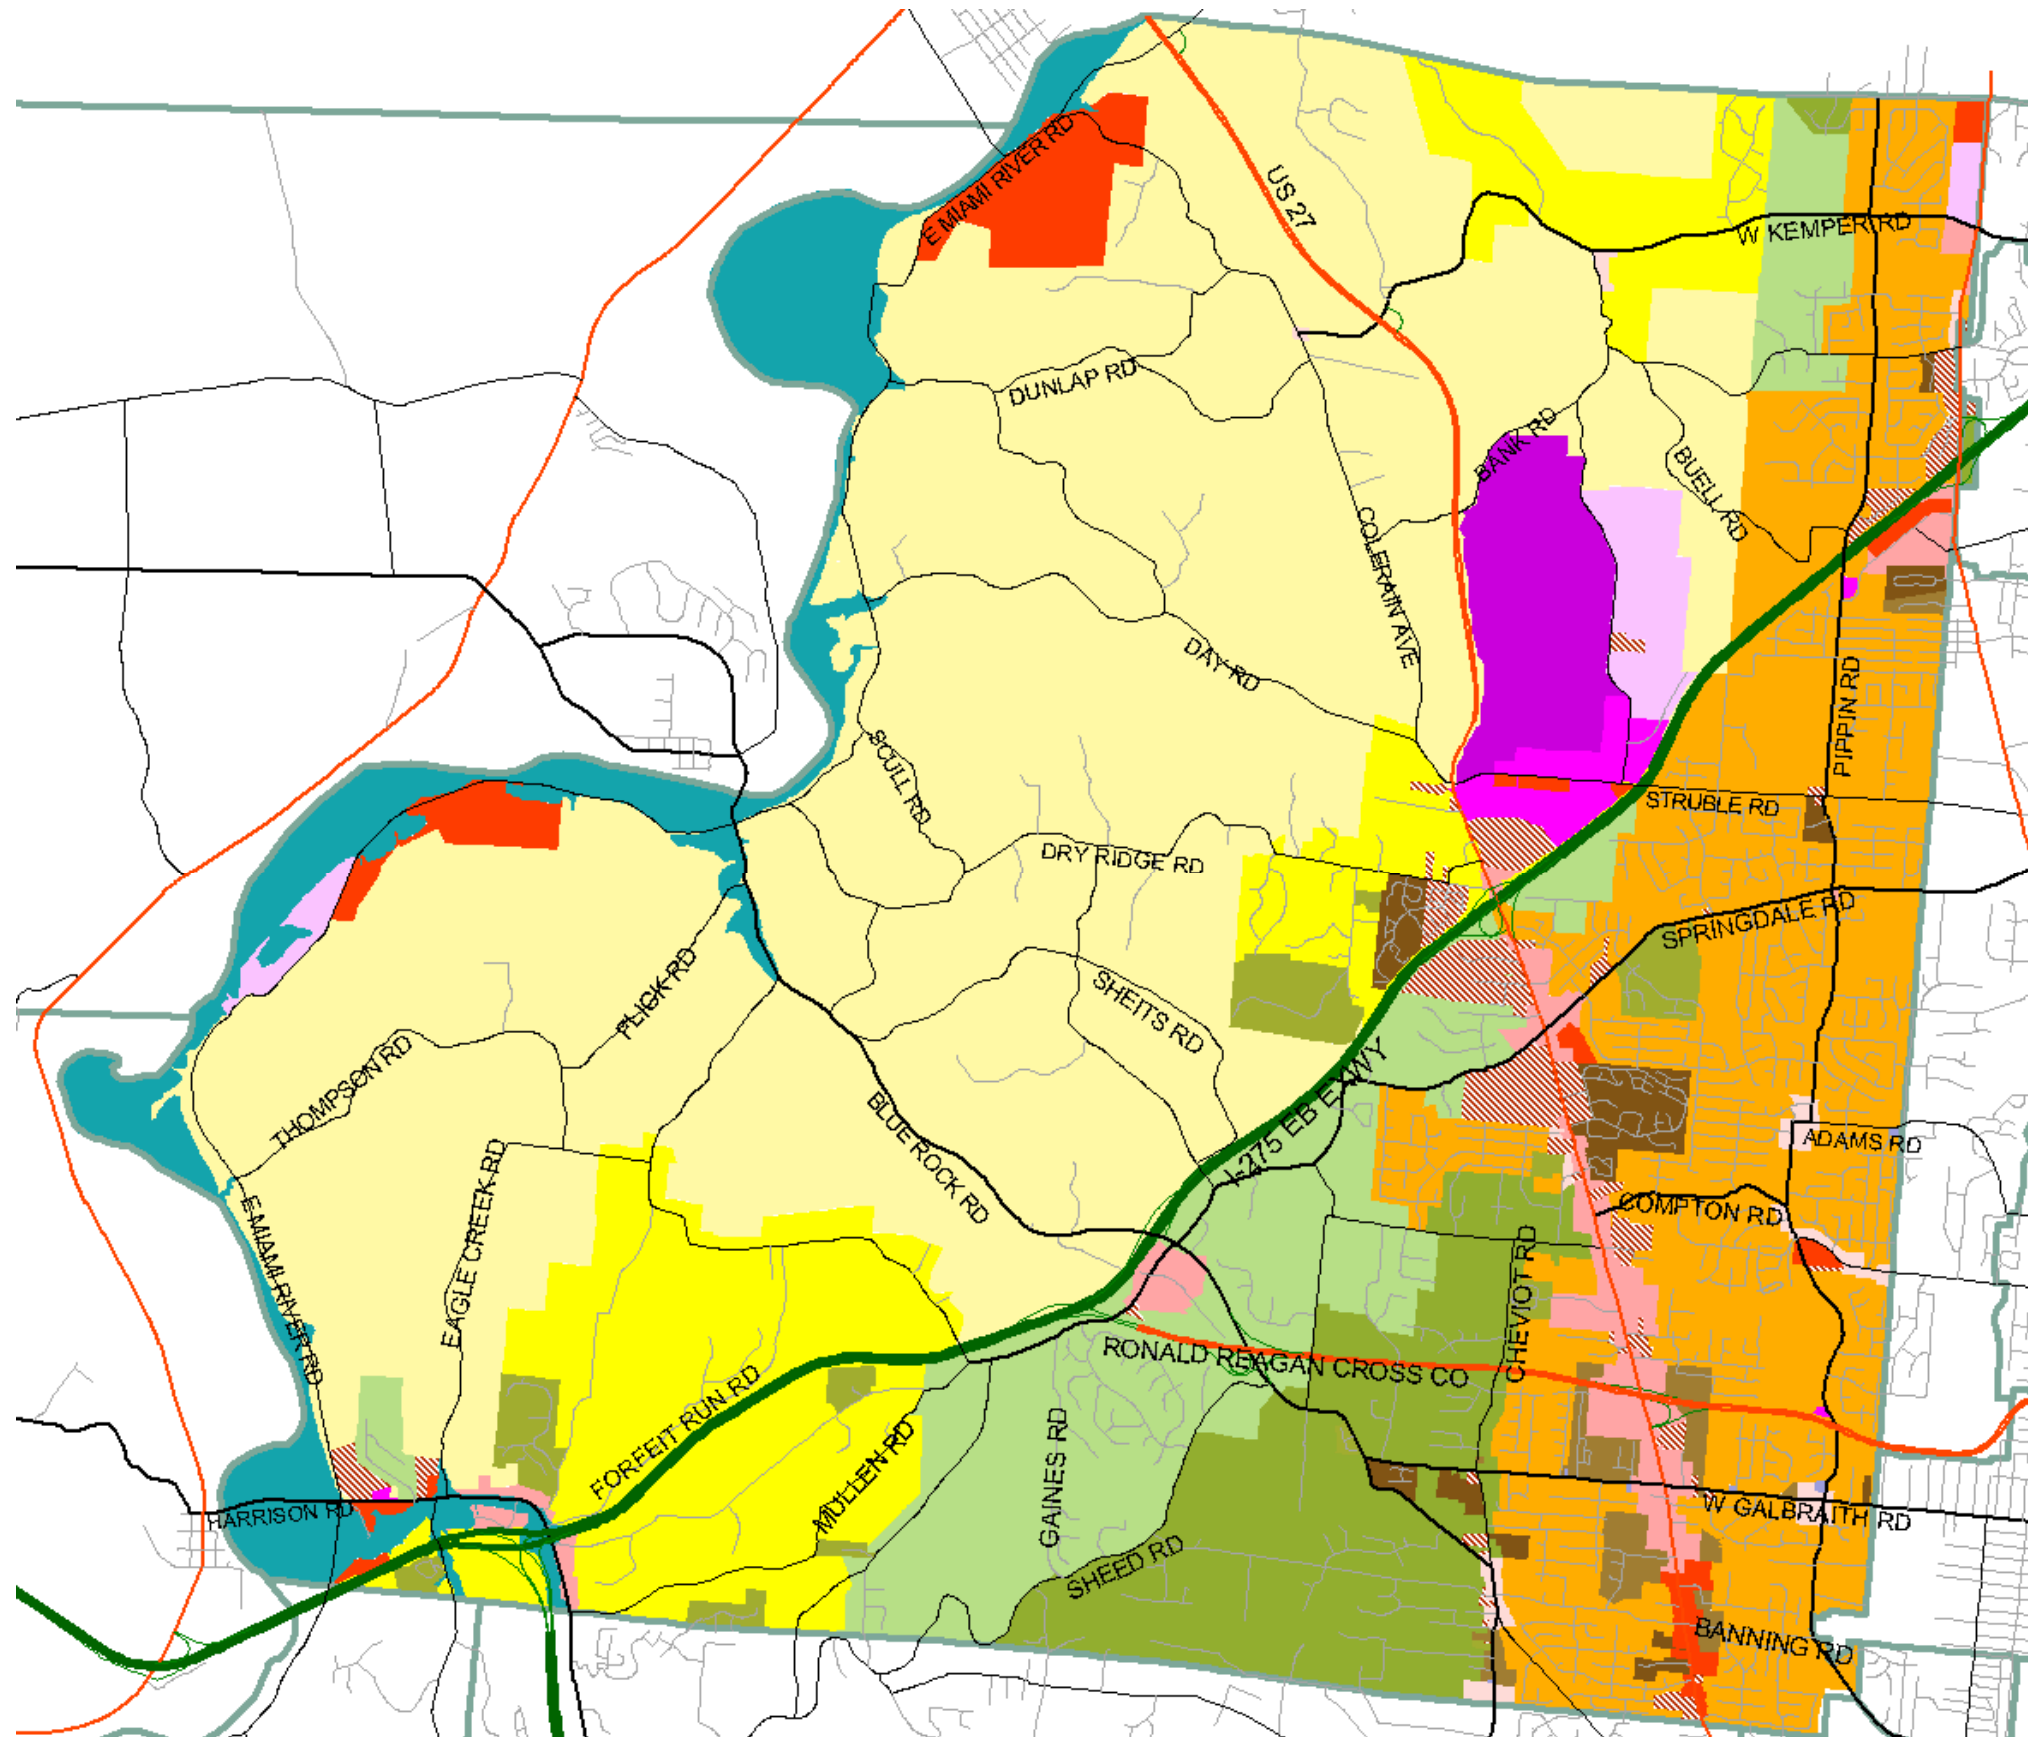 E MIAMI RIVER RD
US 27
W KEMPER RD
DUNLAP RD
BANK RD
BUELL RD
COLERAIN AVE
DAY RD
PIPPIN RD
SCULL RD
STRUBLE RD
DRY RIDGE RD
SPRINGDALE RD
FLICK RD
SHEITS RD
THOMPSON RD
I-275 EB EXWY
BLUE ROCK RD
ADAMS RD
EAGLE CREEK RD
E MIAMI RIVER RD
COMPTON RD
CHEVIOT RD
RONALD REAGAN CROSS CO
FORFEIT RUN RD
MULLEN RD
GAINES RD
HARRISON RD
W GALBRAITH RD
SHEED RD
BANNING RD